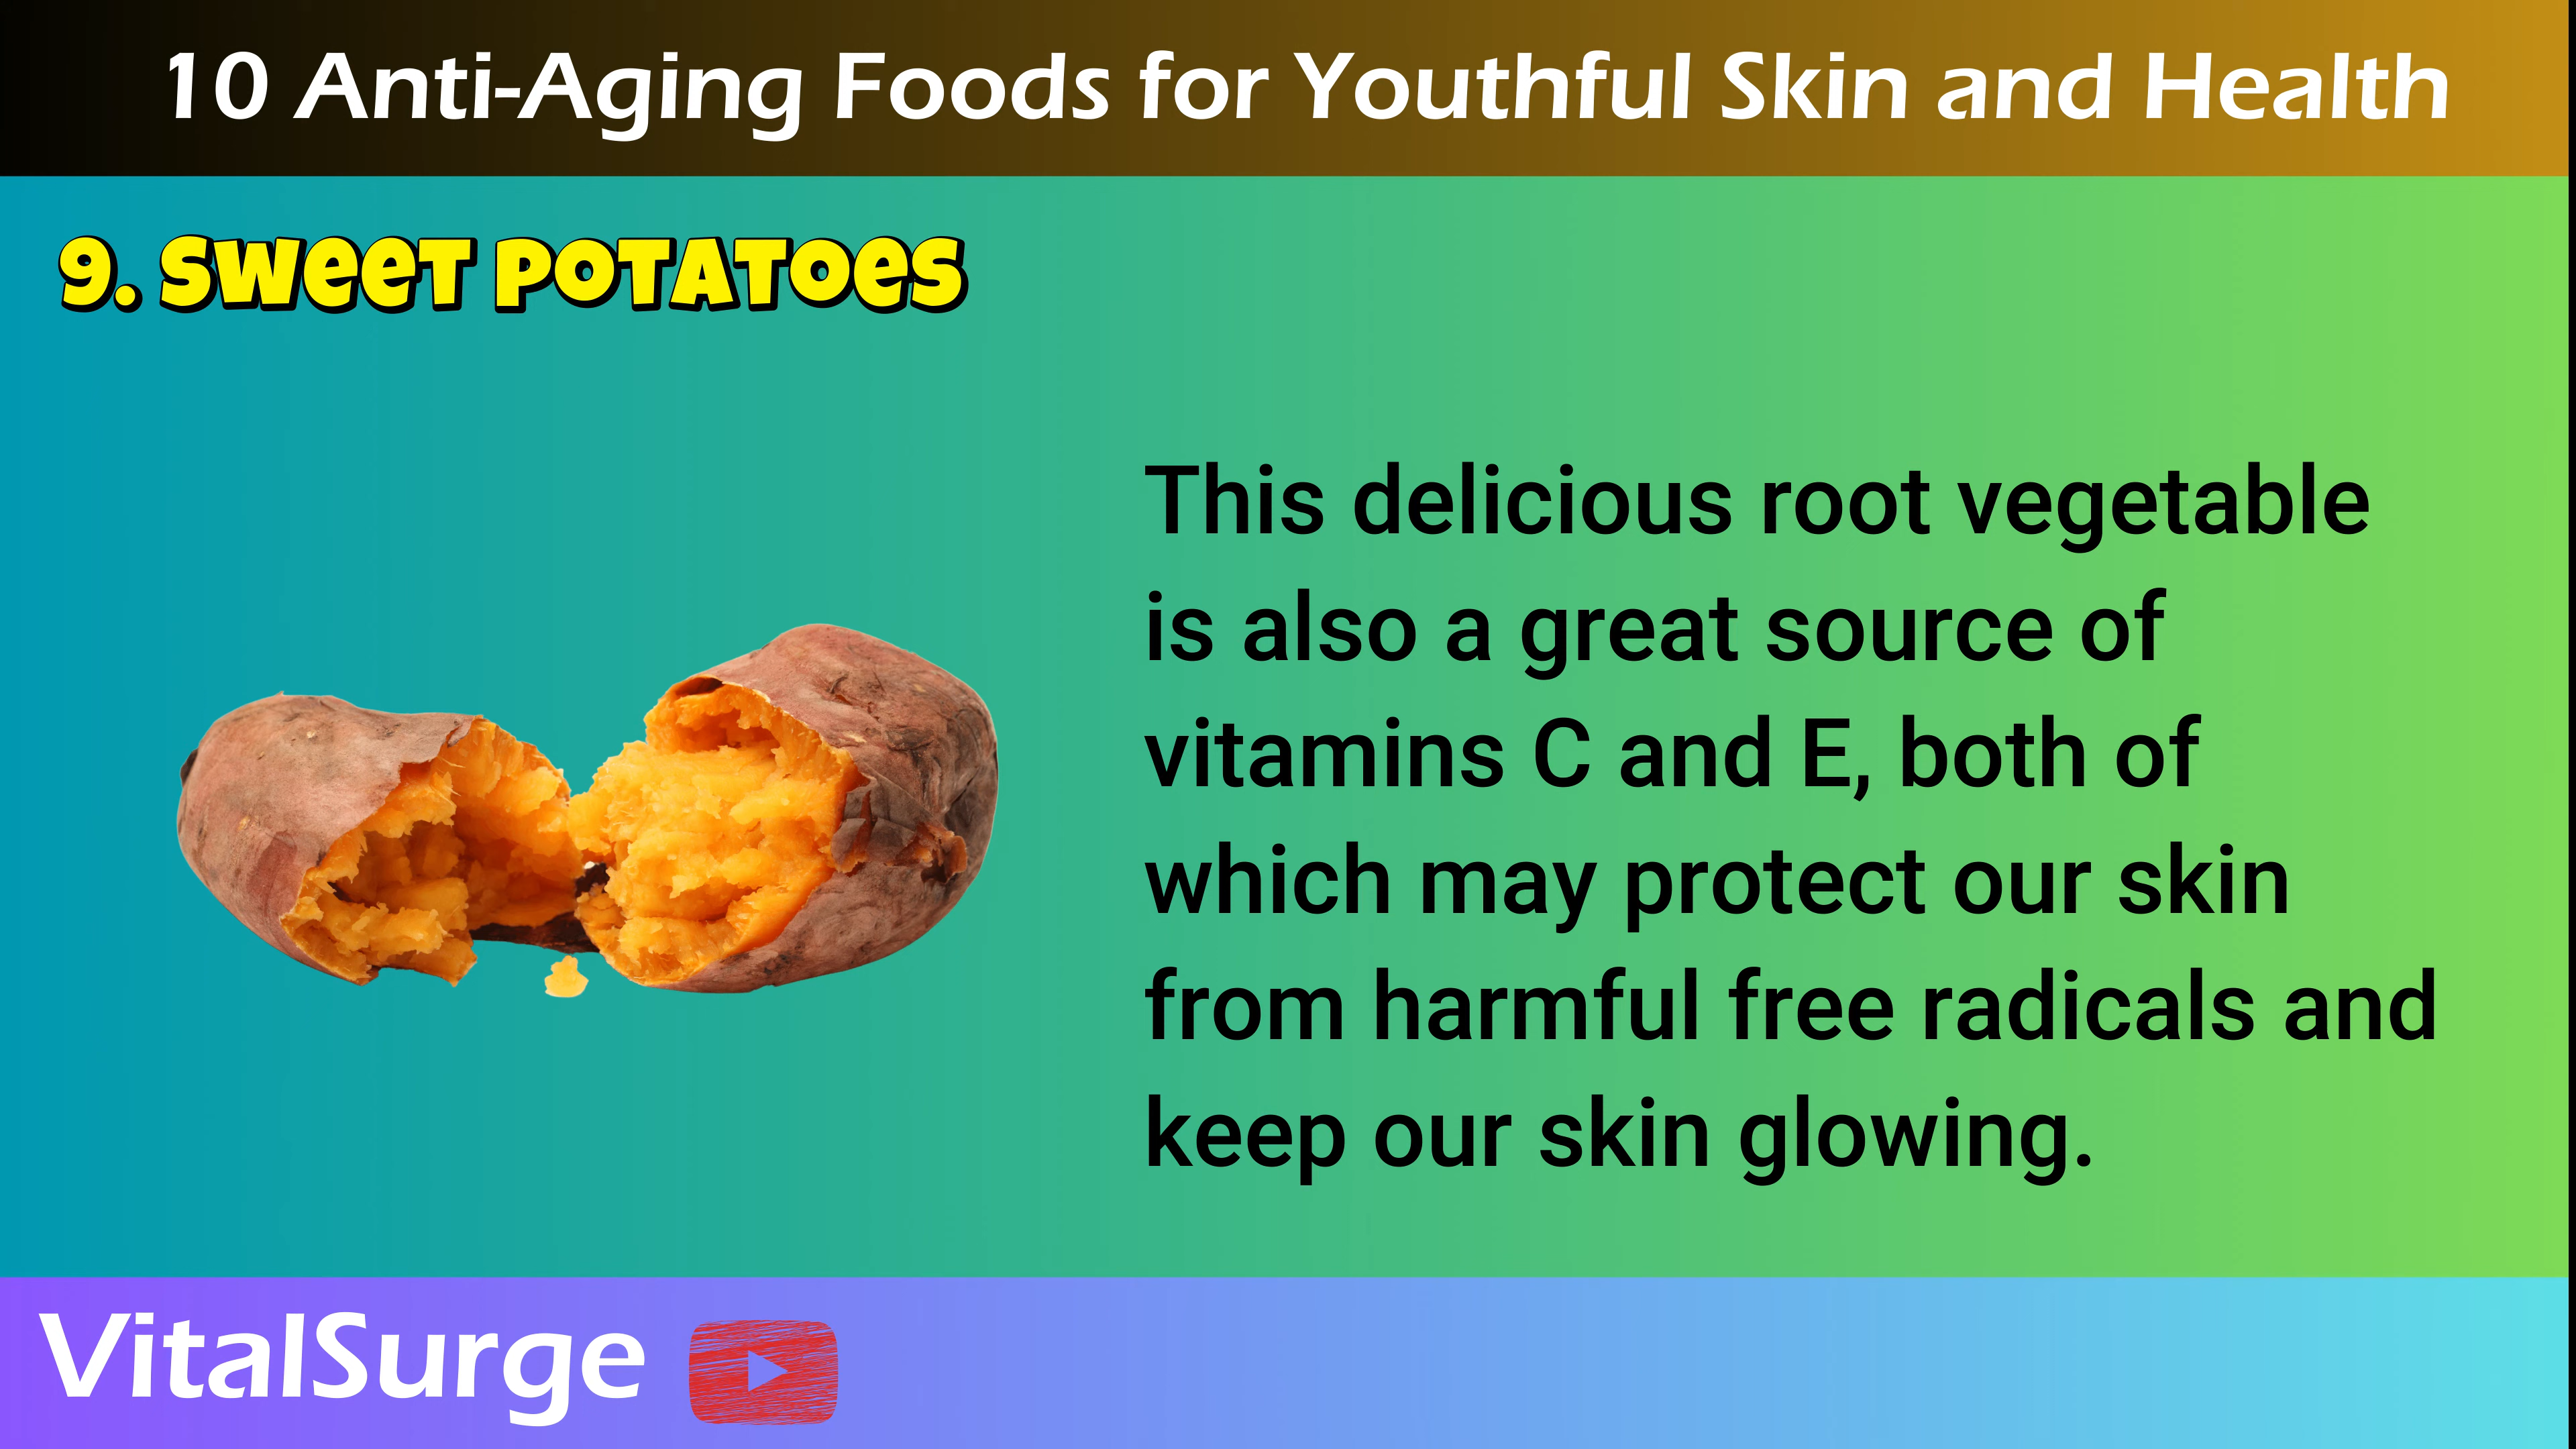 10 Anti-Aging Foods for Youthful Skin and Health
9. Sweet Potatoes
This delicious root vegetable
is also a great source of
vitamins C and E, both of
which may protect our skin
from harmful free radicals and
keep our skin glowing.
VitalSurge